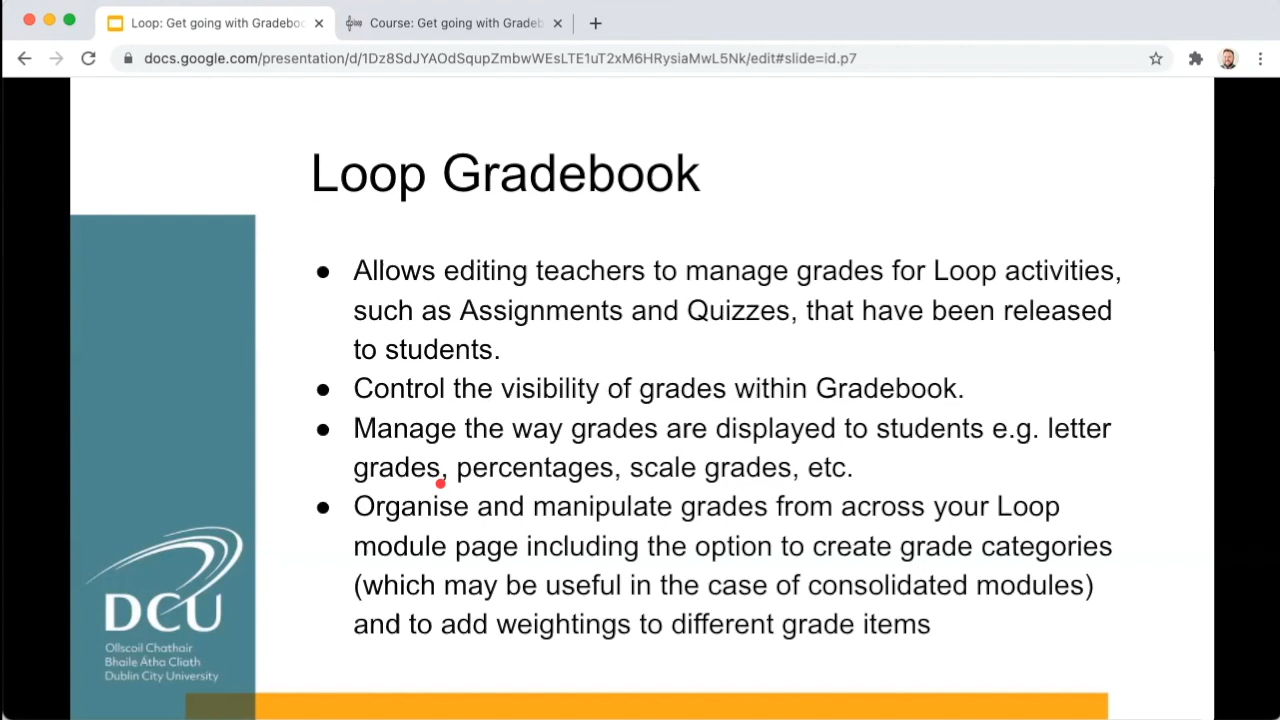 Loop: Get going with Gradeboo
Course: Get going with Gradeb
docs.google.com/presentation/d/1Dz8SdJYAOdSqupZmbwWEsLTE1uT2xM6HRysiaMwL5Nk/edit#slide=id.p7
Loop Gradebook
● Allows editing teachers to manage grades for Loop activities,
such as Assignments and Quizzes, that have been released
to students.
● Control the visibility of grades within Gradebook.
● Manage the way grades are displayed to students e.g. letter
grades, percentages, scale grades, etc.
● Organise and manipulate grades from across your Loop
module page including the option to create grade categories
(which may be useful in the case of consolidated modules)
and to add weightings to different grade items
DCU
Ollscoil Chathair
Bhaile Átha Cliath
Dublin City University